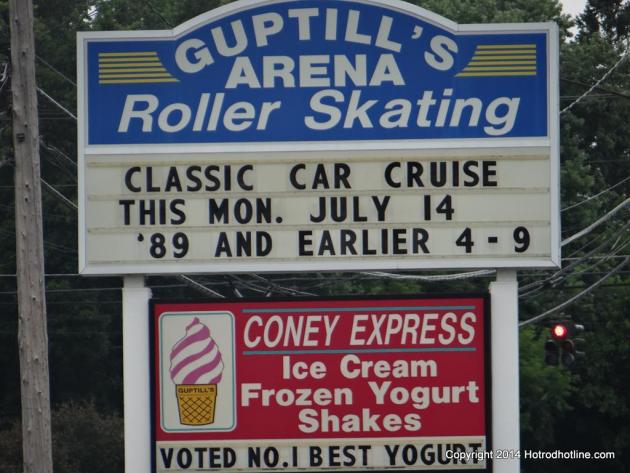 GUPTILL'S
ARENA
Roller Skating
CLASSIC CAR CRUISE
THIS MON. JULY 14
'89 AND EARLIER 4-9
CONEY EXPRESS
Ice Cream
Frozen Yogurt
Shakes
GUPTILL'S
VOTED NO.1 BEST YOGURT
Copyright 2014 Hotrodhotline.com